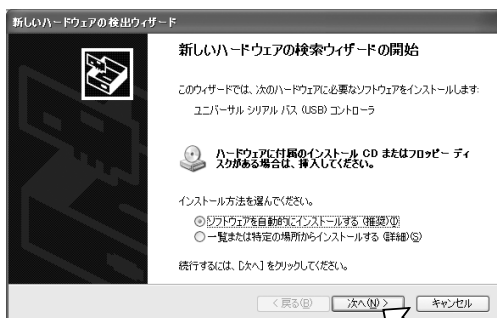 新しいハードウェアの検出ウィザード
新しいハードウェアの検索ウィザードの開始
このウィザードでは、次のハードウェアに必要なソフトウェアをインストールします:
ユニバーサル シリアル バス (USB) コントローラ
ハードウェアに付属のインストール CD またはフロッピー ディ
スクがある場合は、挿入してください。
インストール方法を選んでください。
ソフトウェアを自動的にインストールする (推奨)(I)
一覧または特定の場所からインストールする (詳細)(S)
続行するには、[次へ] をクリックしてください。
< 戻る(B) 次へ(N) > キャンセル